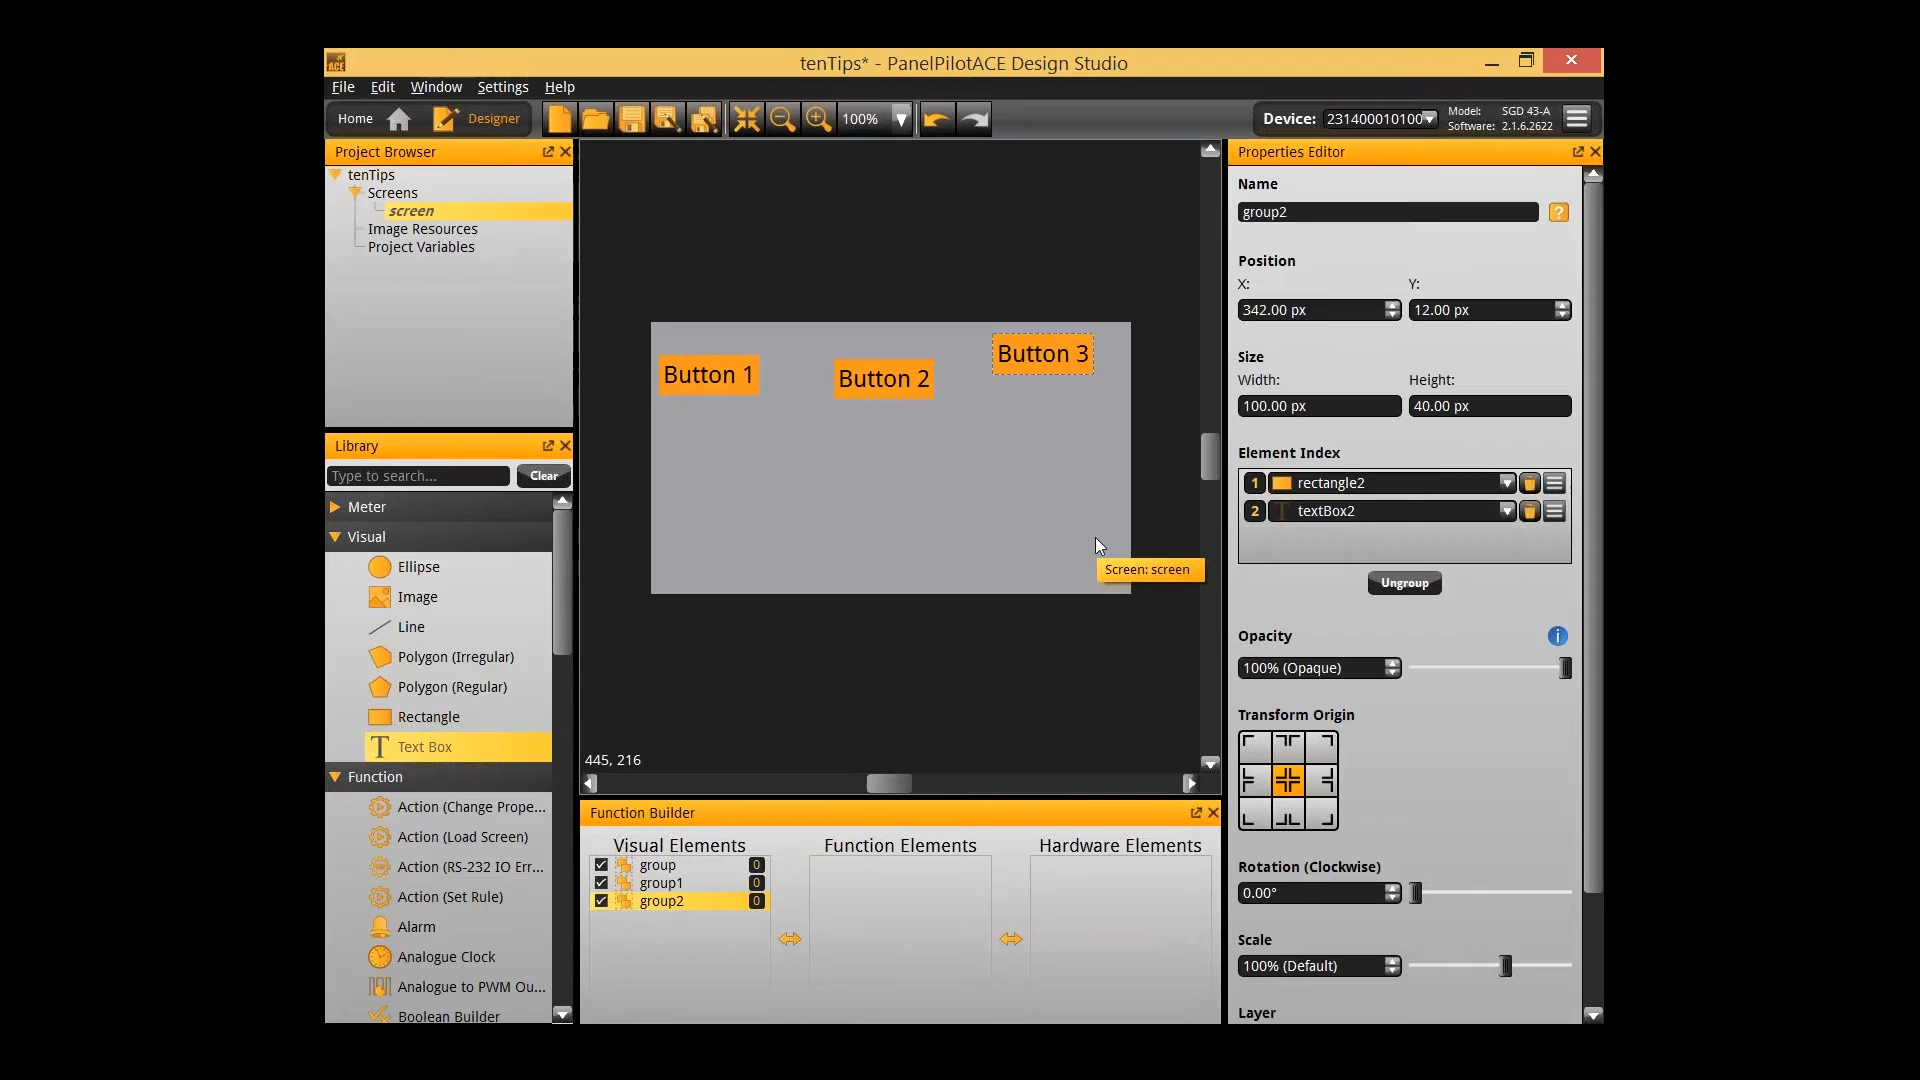 tenTips* - PanelPilotACE Design Studio
File Edit Window Settings Help
Home Designer 100% Device: 231400010100 Model: SGD 43-A
Software: 2.1.6.2622
Project Browser
tenTips
Screens
screen
Image Resources
Project Variables
Library
Type to search... Clear
Meter
Visual
Ellipse
Image
Line
Polygon (Irregular)
Polygon (Regular)
Rectangle
Text Box
Function
Action (Change Prope...
Action (Load Screen)
Action (RS-232 IO Err...
Action (Set Rule)
Alarm
Analogue Clock
Analogue to PWM Ou...
Boolean Builder
Button 1
Button 2
Button 3
Screen: screen
445, 216
Function Builder
Visual Elements Function Elements Hardware Elements
group 0
group1 0
group2 0
Properties Editor
Name
group2 ?
Position
X: Y:
342.00 px 12.00 px
Size
Width: Height:
100.00 px 40.00 px
Element Index
1 rectangle2
2 textBox2
Ungroup
Opacity
100% (Opaque)
Transform Origin
Rotation (Clockwise)
0.00°
Scale
100% (Default)
Layer